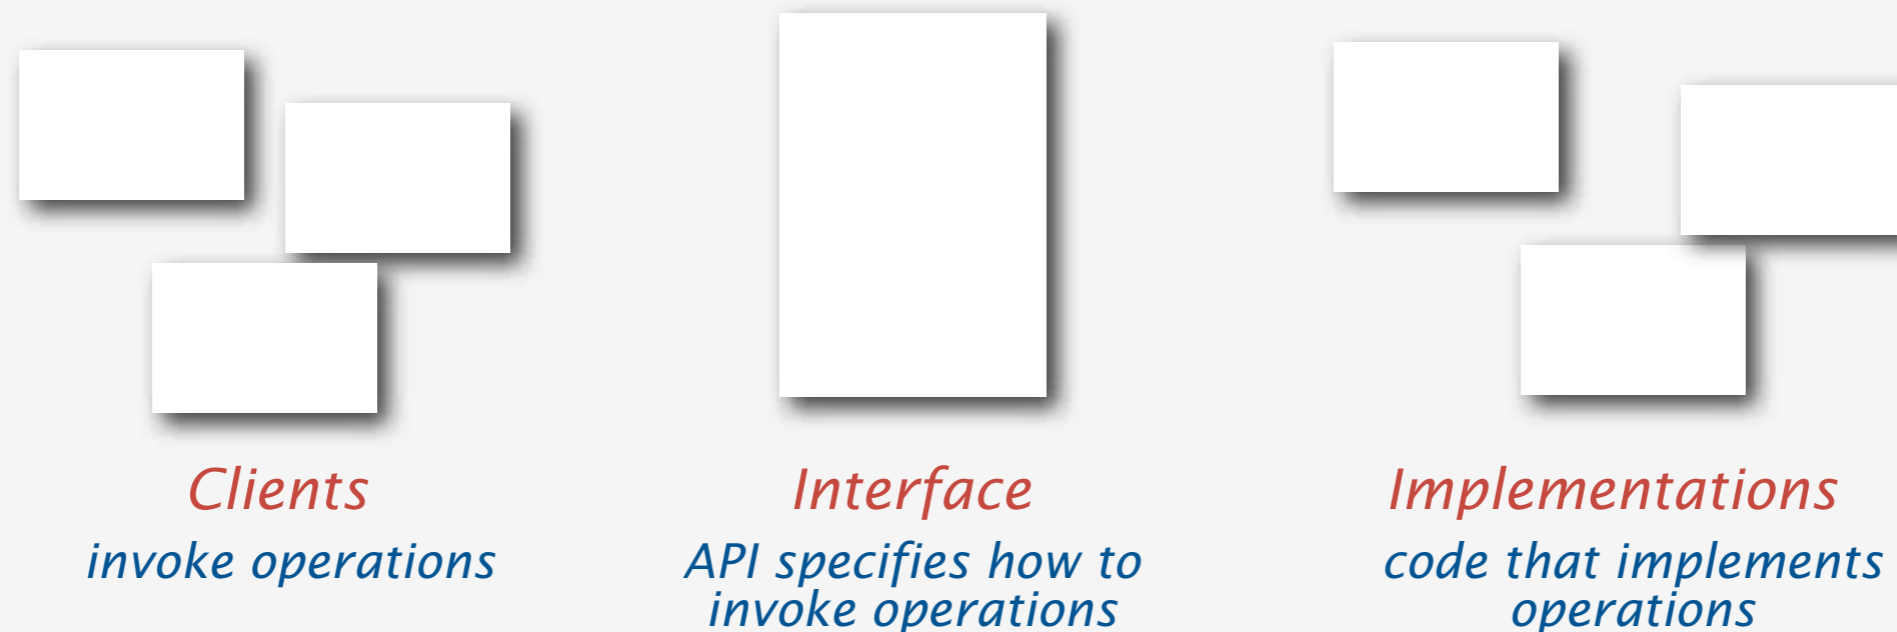 Clients
invoke operations
Interface
API specifies how to
invoke operations
Implementations
code that implements
operations